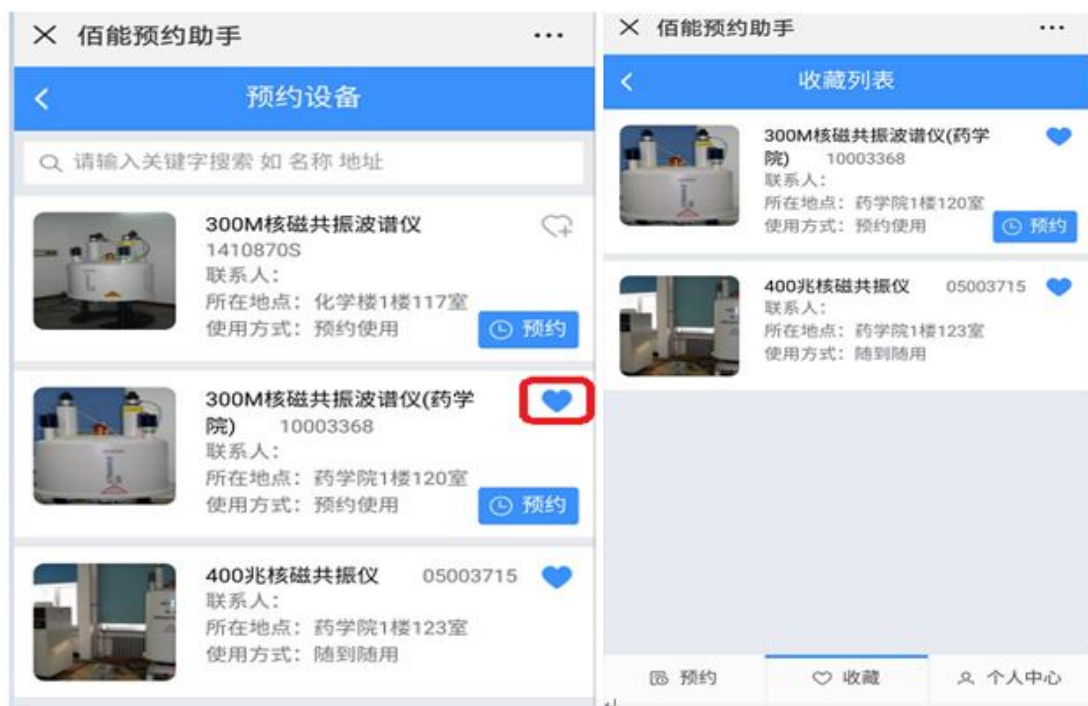 佰能预约助手
预约设备
请输入关键字搜索 如 名称 地址
300M核磁共振波谱仪
1410870S
联系人：
所在地点：化学楼1楼117室
使用方式：预约使用
预约
300M核磁共振波谱仪(药学
院) 10003368
联系人：
所在地点：药学院1楼120室
使用方式：预约使用
预约
400兆核磁共振仪 05003715
联系人：
所在地点：药学院1楼123室
使用方式：随到随用
佰能预约助手
收藏列表
300M核磁共振波谱仪(药学
院) 10003368
联系人：
所在地点：药学院1楼120室
使用方式：预约使用
预约
400兆核磁共振仪 05003715
联系人：
所在地点：药学院1楼123室
使用方式：随到随用
预约 收藏 个人中心